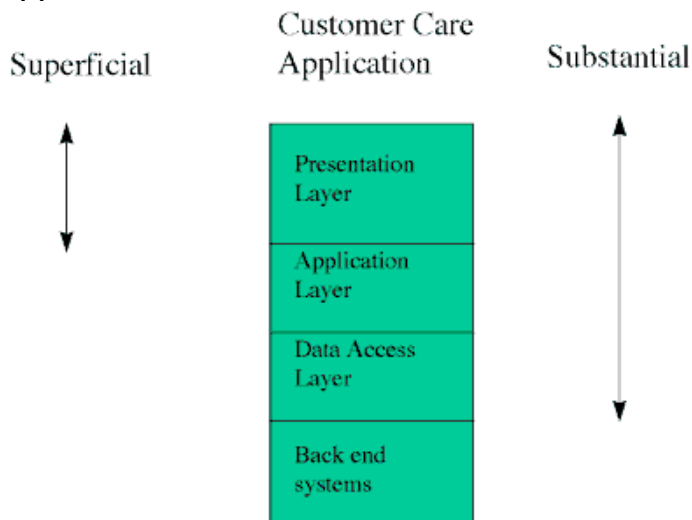 Superficial
Customer Care
Application
Substantial
Presentation
Layer
Application
Layer
Data Access
Layer
Back end
systems